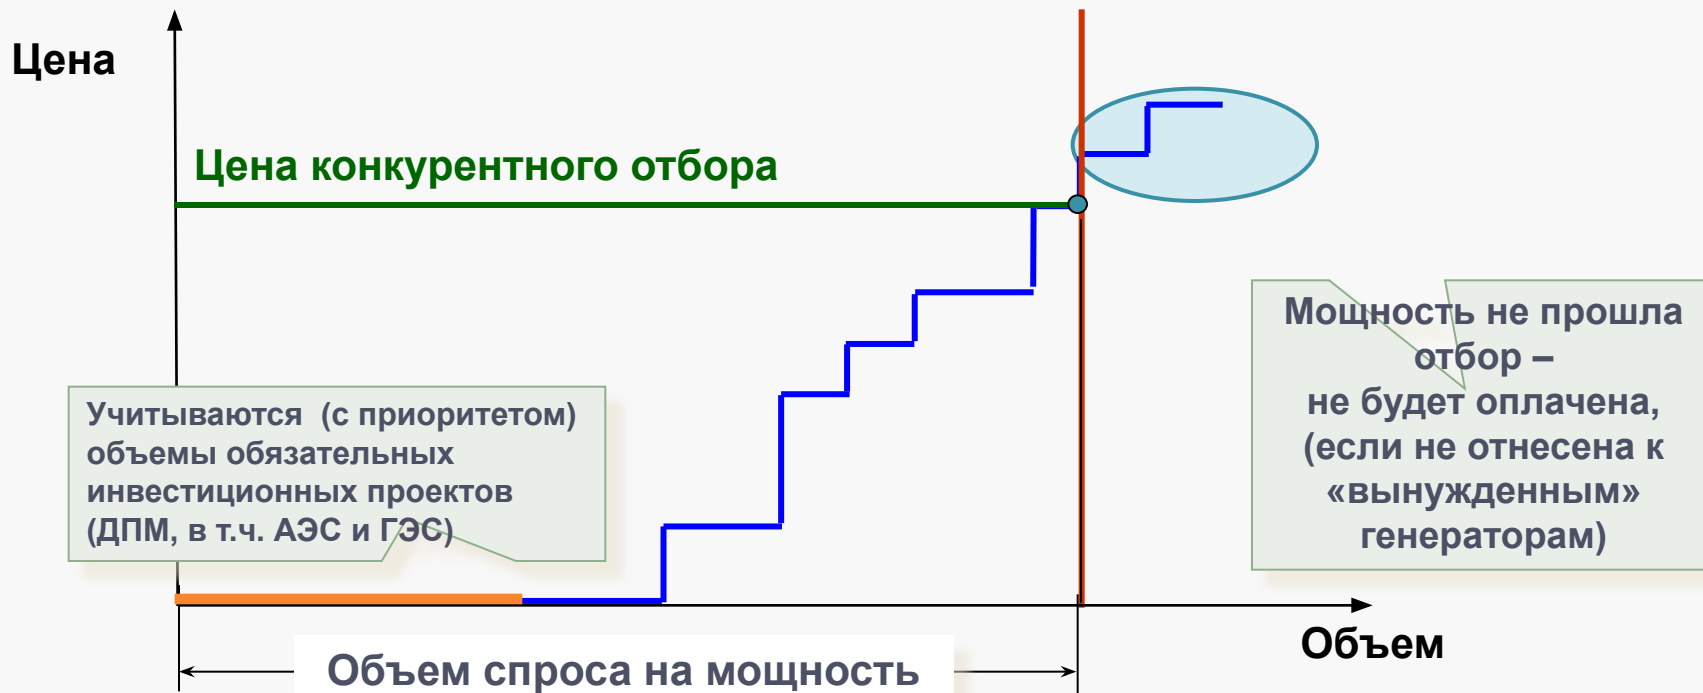 Цена
Цена конкурентного отбора
Мощность не прошла
отбор –
не будет оплачена,
(если не отнесена к
«вынужденным»
генераторам)
Учитываются (с приоритетом)
объемы обязательных
инвестиционных проектов
(ДПМ, в т.ч. АЭС и ГЭС)
Объем
Объем спроса на мощность